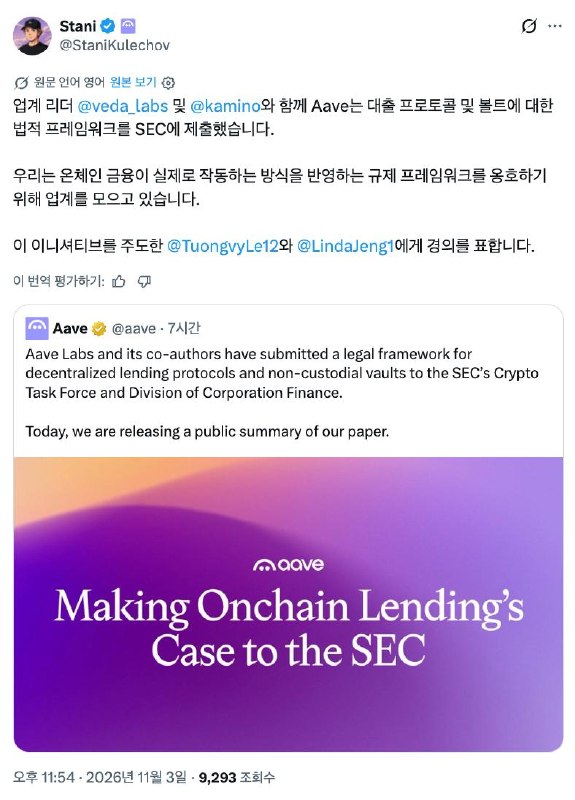 Stani
@StaniKulechov
원문 언어 영어 원본 보기
업계 리더 @veda_labs 및 @kamino와 함께 Aave는 대출 프로토콜 및 볼트에 대한
법적 프레임워크를 SEC에 제출했습니다.
우리는 온체인 금융이 실제로 작동하는 방식을 반영하는 규제 프레임워크를 옹호하기
위해 업계를 모으고 있습니다.
이 이니셔티브를 주도한 @TuongvyLe12와 @LindaJeng1에게 경의를 표합니다.
이 번역 평가하기:
Aave @aave · 7시간
Aave Labs and its co-authors have submitted a legal framework for
decentralized lending protocols and non-custodial vaults to the SEC's Crypto
Task Force and Division of Corporation Finance.
Today, we are releasing a public summary of our paper.
aave
Making Onchain Lending's
Case to the SEC
오후 11:54 · 2026년 11월 3일 · 9,293 조회수